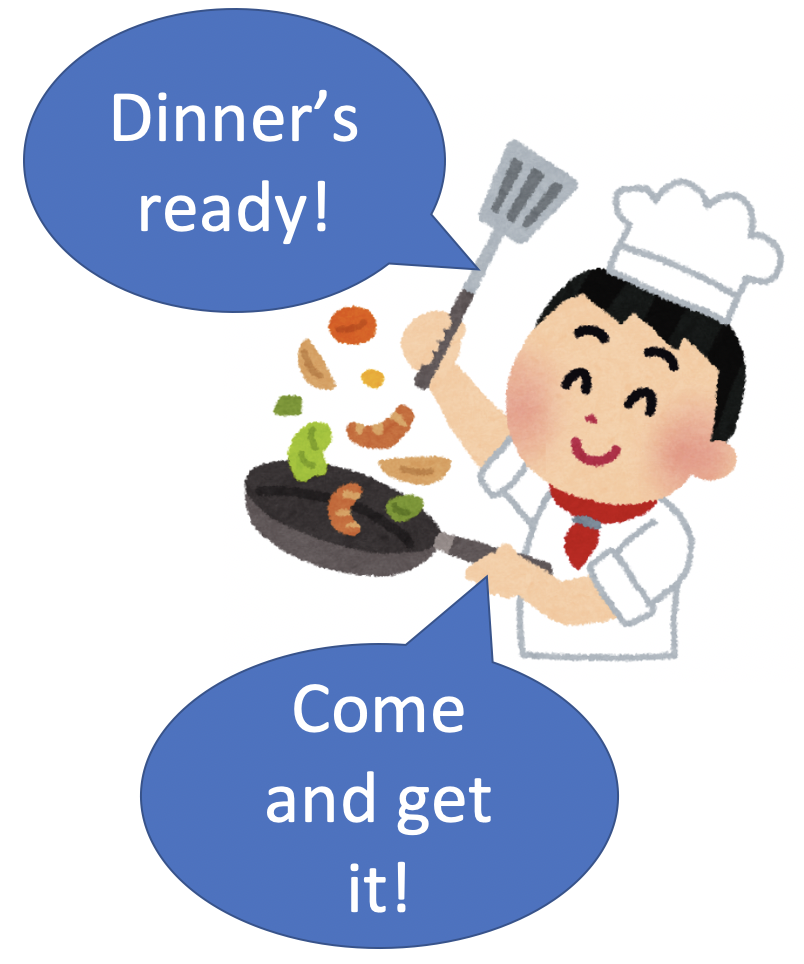 Dinner’s
ready!
Come
and get
it!